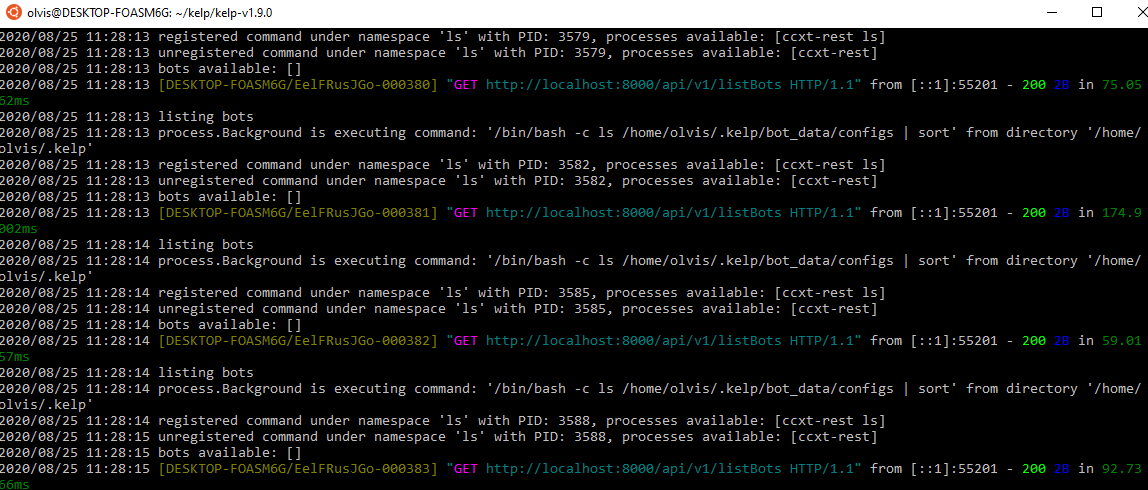 olvis@DESKTOP-FOASM6G: ~/kelp/kelp-v1.9.0
2020/08/25 11:28:13 registered command under namespace 'ls' with PID: 3579, processes available: [ccxt-rest ls]
2020/08/25 11:28:13 unregistered command under namespace 'ls' with PID: 3579, processes available: [ccxt-rest]
2020/08/25 11:28:13 bots available: []
2020/08/25 11:28:13 [DESKTOP-FOASM6G/EelFRusJGo-000380] "GET http://localhost:8000/api/v1/listBots HTTP/1.1" from [::1]:55201 - 200 2B in 75.05
62ms
2020/08/25 11:28:13 listing bots
2020/08/25 11:28:13 process.Background is executing command: '/bin/bash -c ls /home/olvis/.kelp/bot_data/configs | sort' from directory '/home/
olvis/.kelp'
2020/08/25 11:28:13 registered command under namespace 'ls' with PID: 3582, processes available: [ccxt-rest ls]
2020/08/25 11:28:13 unregistered command under namespace 'ls' with PID: 3582, processes available: [ccxt-rest]
2020/08/25 11:28:13 bots available: []
2020/08/25 11:28:13 [DESKTOP-FOASM6G/EelFRusJGo-000381] "GET http://localhost:8000/api/v1/listBots HTTP/1.1" from [::1]:55201 - 200 2B in 174.9
002ms
2020/08/25 11:28:14 listing bots
2020/08/25 11:28:14 process.Background is executing command: '/bin/bash -c ls /home/olvis/.kelp/bot_data/configs | sort' from directory '/home/
olvis/.kelp'
2020/08/25 11:28:14 registered command under namespace 'ls' with PID: 3585, processes available: [ccxt-rest ls]
2020/08/25 11:28:14 unregistered command under namespace 'ls' with PID: 3585, processes available: [ccxt-rest]
2020/08/25 11:28:14 bots available: []
2020/08/25 11:28:14 [DESKTOP-FOASM6G/EelFRusJGo-000382] "GET http://localhost:8000/api/v1/listBots HTTP/1.1" from [::1]:55201 - 200 2B in 59.01
57ms
2020/08/25 11:28:14 listing bots
2020/08/25 11:28:14 process.Background is executing command: '/bin/bash -c ls /home/olvis/.kelp/bot_data/configs | sort' from directory '/home/
olvis/.kelp'
2020/08/25 11:28:14 registered command under namespace 'ls' with PID: 3588, processes available: [ccxt-rest ls]
2020/08/25 11:28:15 unregistered command under namespace 'ls' with PID: 3588, processes available: [ccxt-rest]
2020/08/25 11:28:15 bots available: []
2020/08/25 11:28:15 [DESKTOP-FOASM6G/EelFRusJGo-000383] "GET http://localhost:8000/api/v1/listBots HTTP/1.1" from [::1]:55201 - 200 2B in 92.73
66ms